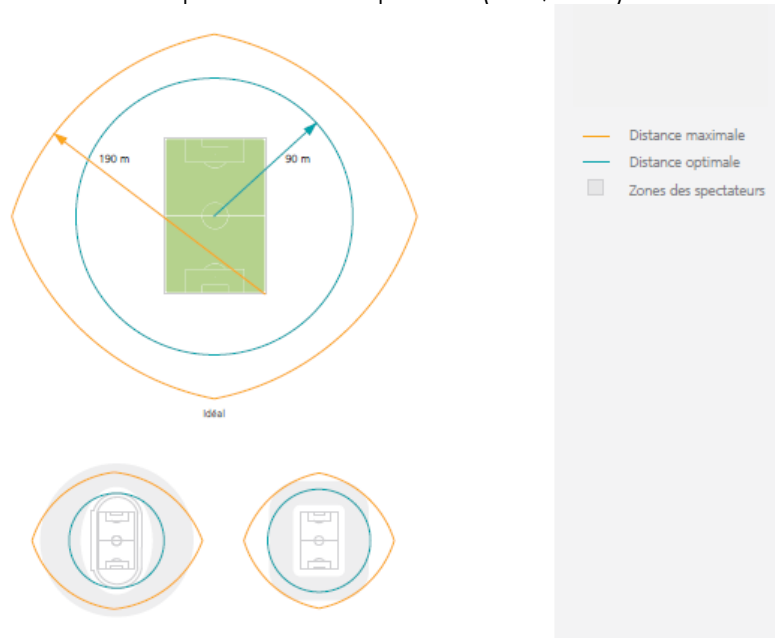 190 m
90 m
Idéal
Distance maximale
Distance optimale
Zones des spectateurs